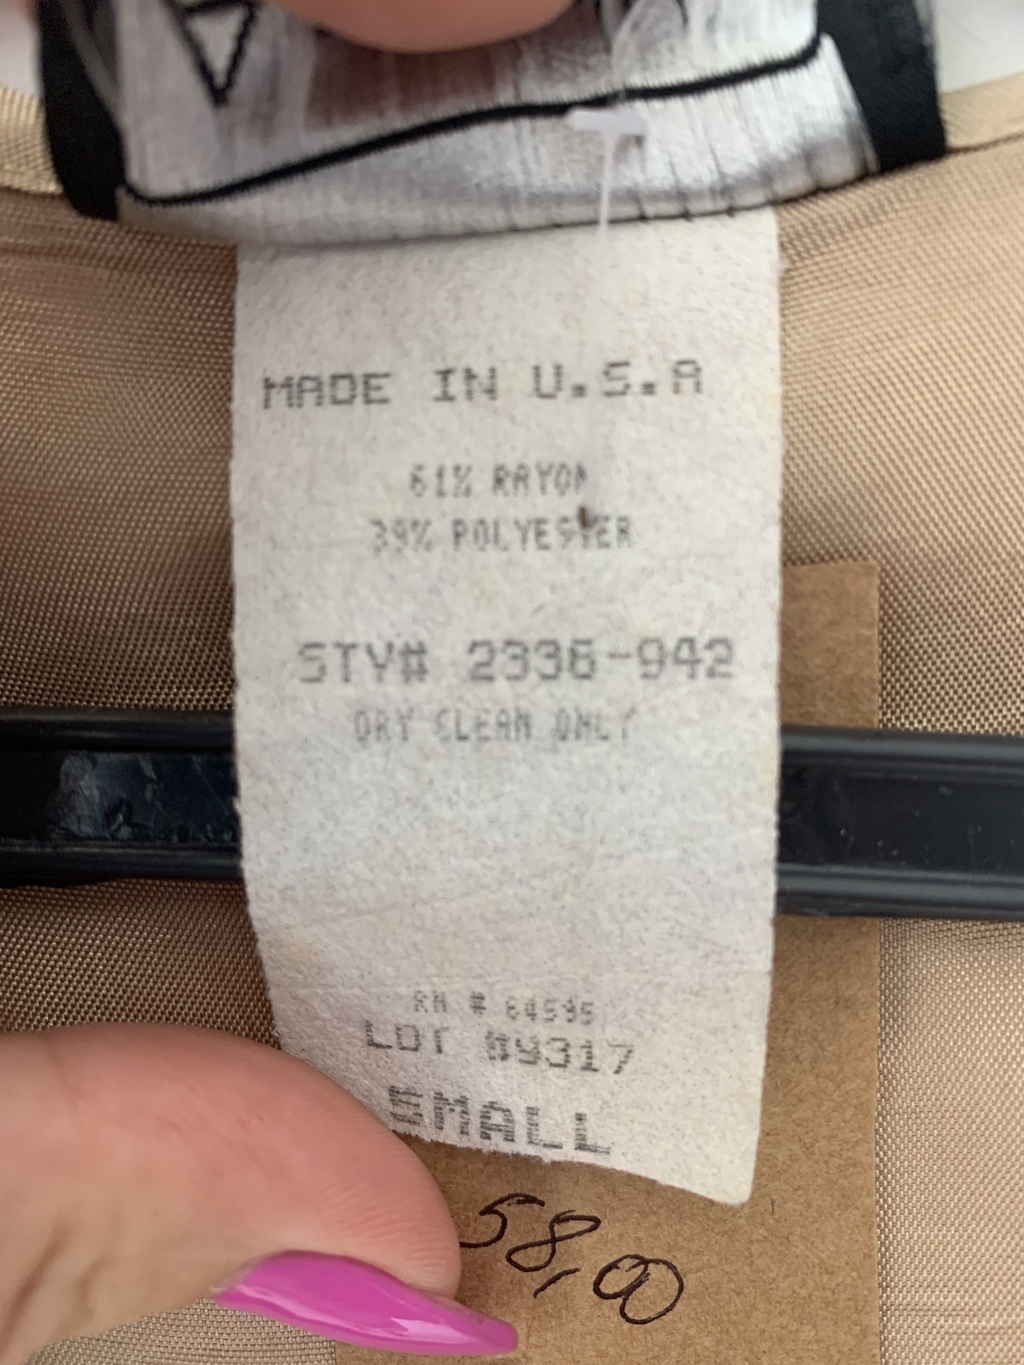 MADE IN U.S.A
61% RAYON
39% POLYESTER
STY# 2336-942
DRY CLEAN ONLY
RN # 64595
LOT #9317
SMALL
58,00